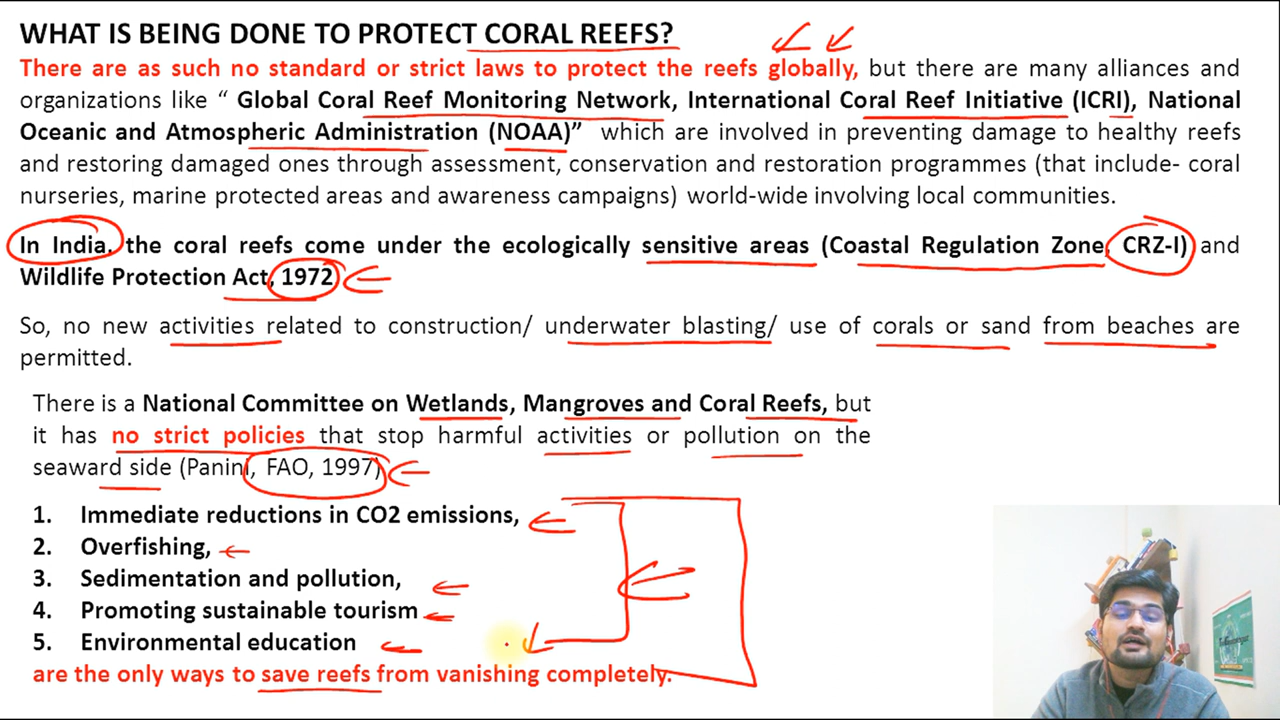 WHAT IS BEING DONE TO PROTECT CORAL REEFS?
There are as such no standard or strict laws to protect the reefs globally, but there are many alliances and
organizations like “ Global Coral Reef Monitoring Network, International Coral Reef Initiative (ICRI), National
Oceanic and Atmospheric Administration (NOAA)” which are involved in preventing damage to healthy reefs
and restoring damaged ones through assessment, conservation and restoration programmes (that include- coral
nurseries, marine protected areas and awareness campaigns) world-wide involving local communities.
In India, the coral reefs come under the ecologically sensitive areas (Coastal Regulation Zone, CRZ-I) and
Wildlife Protection Act, 1972
So, no new activities related to construction/ underwater blasting/ use of corals or sand from beaches are
permitted.
There is a National Committee on Wetlands, Mangroves and Coral Reefs, but
it has no strict policies that stop harmful activities or pollution on the
seaward side (Panini, FAO, 1997)
1. Immediate reductions in CO2 emissions,
2. Overfishing,
3. Sedimentation and pollution,
4. Promoting sustainable tourism
5. Environmental education
are the only ways to save reefs from vanishing completely.